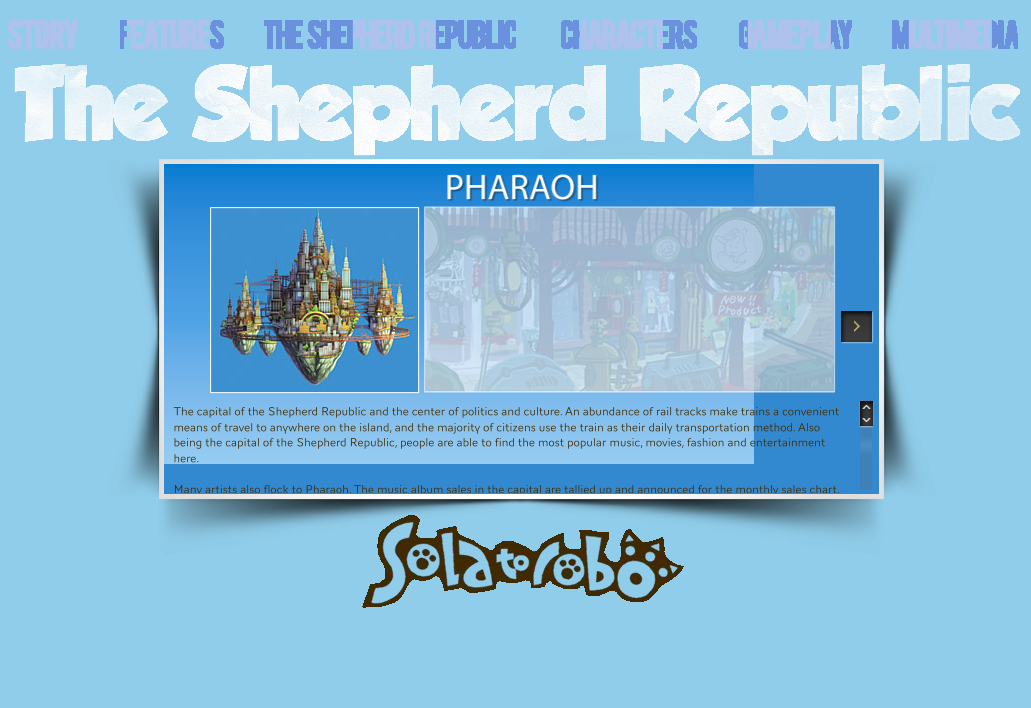 STORY FEATURES THE SHEPHERD REPUBLIC CHARACTERS GAMEPLAY MULTIMEDIA
The Shepherd Republic
PHARAOH
NEW!!
Product
The capital of the Shepherd Republic and the center of politics and culture. An abundance of rail tracks make trains a convenient
means of travel to anywhere on the island, and the majority of citizens use the train as their daily transportation method. Also
being the capital of the Shepherd Republic, people are able to find the most popular music, movies, fashion and entertainment
here.
Many artists also flock to Pharaoh. The music album sales in the capital are tallied up and announced for the monthly sales chart.
Solatorobo